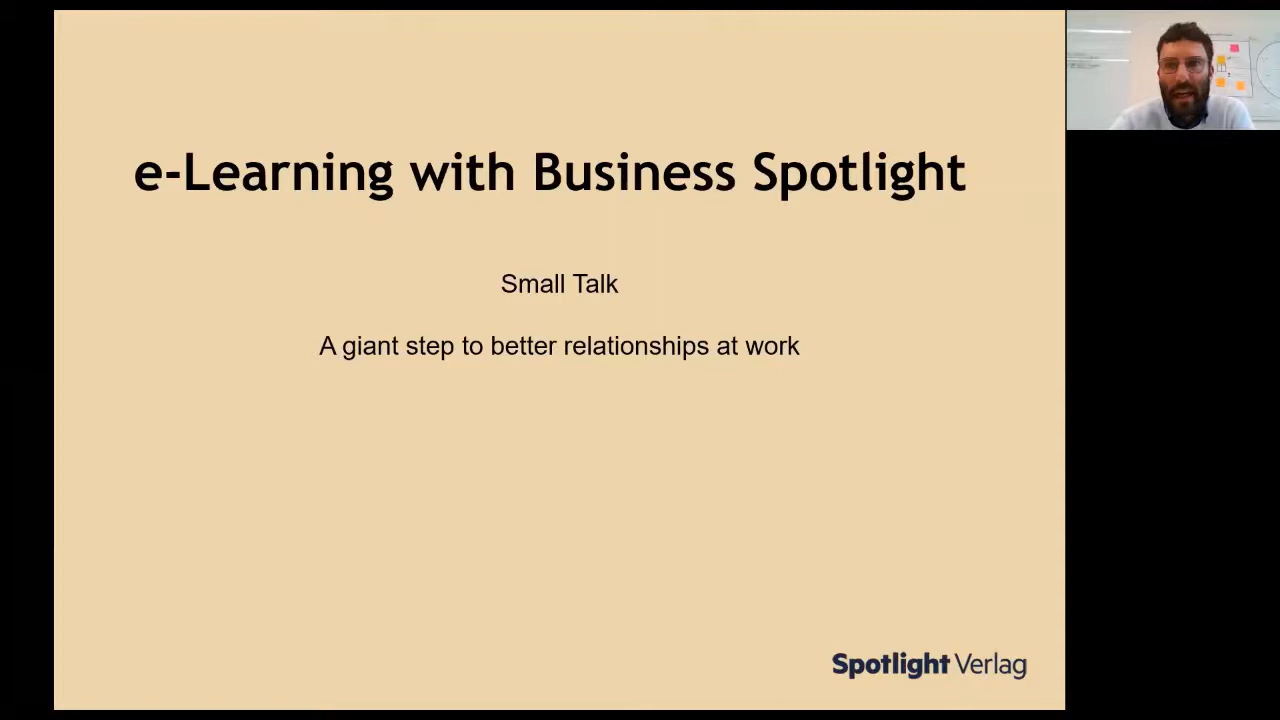 e-Learning with Business Spotlight
Small Talk
A giant step to better relationships at work
Spotlight Verlag